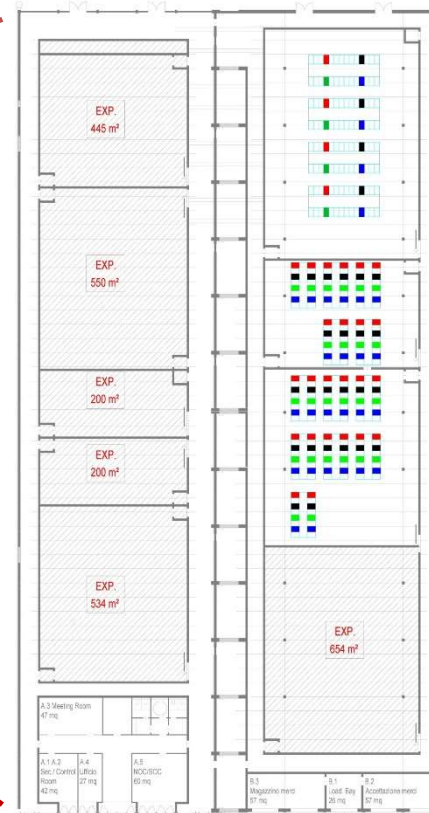 EXP.
445 m²
EXP.
550 m²
EXP.
200 m²
EXP.
200 m²
EXP.
534 m²
EXP.
654 m²
A.3 Meeting Room
47 mq
A.1 A.2
Sec./ Control
Room
42 mq
A.4
Ufficio
27 mq
A.5
NOC/SOC
60 mq
B.3
Magazzino merci
57 mq
B.1
Load. Bay
26 mq
B.2
Accettazione merci
57 mq